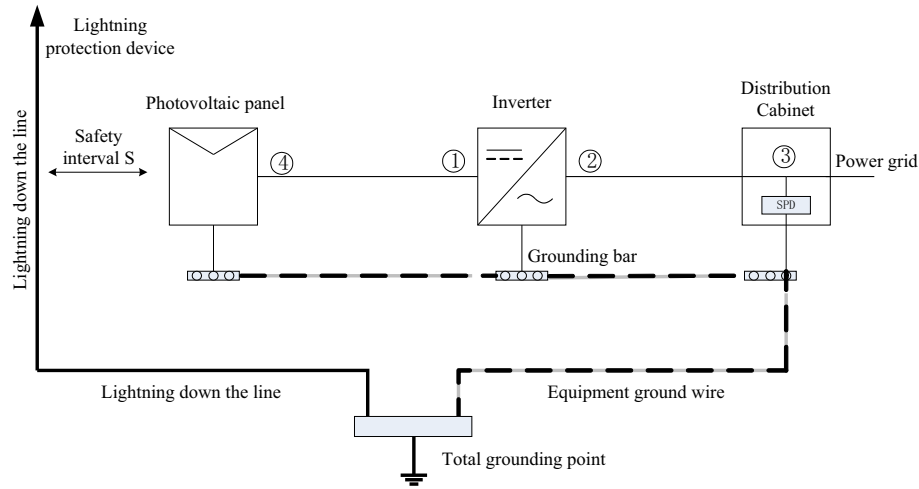 Lightning
protection device
Photovoltaic panel
Inverter
Distribution
Cabinet
Safety
interval S
④
①
②
③
Power grid
SPD
Lightning down the line
Grounding bar
Lightning down the line
Equipment ground wire
Total grounding point